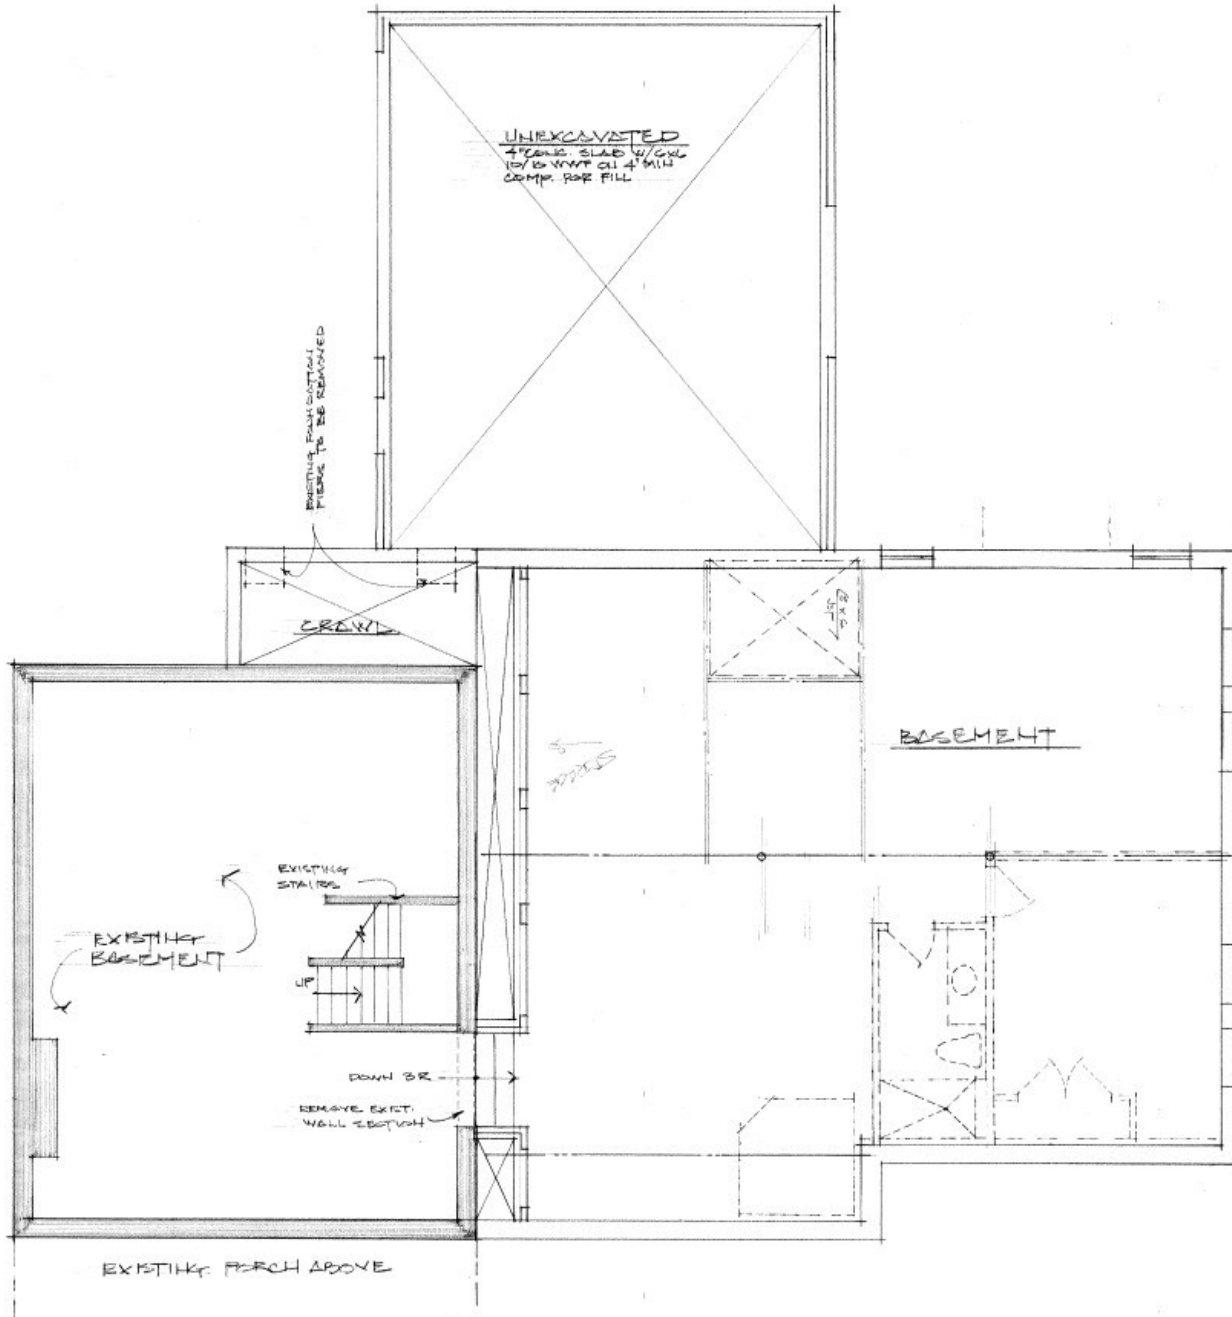 UNEXCAVATED
4" CONC. SLAB W/ 6X6
10/10 WWF ON 4" MIN
COMP. POR FILL
EXISTING FOUNDATION
PIERS TO BE REMOVED
CRAWL
BASEMENT
EXISTING
STAIRS
EXISTING
BASEMENT
UP
DOWN 3R
REMOVE EXIST.
WALL SECTION
EXISTING PORCH ABOVE